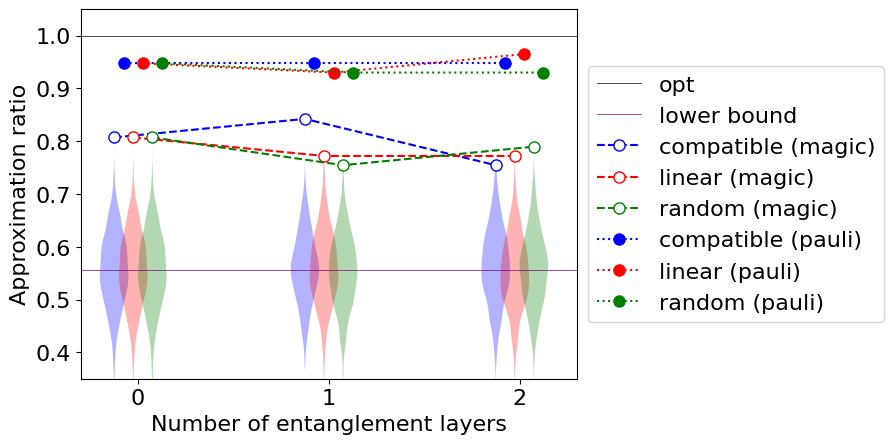 1.0
0.9
0.8
0.7
0.6
0.5
0.4
Approximation ratio
0 1 2
Number of entanglement layers
opt
lower bound
compatible (magic)
linear (magic)
random (magic)
compatible (pauli)
linear (pauli)
random (pauli)